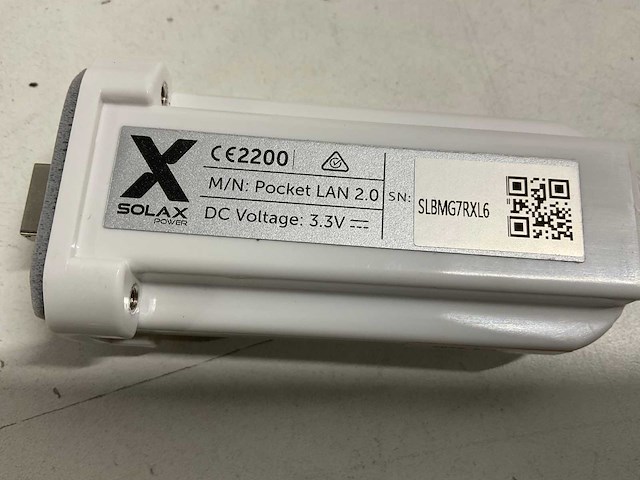 X
SOLAX
POWER
CE2200
M/N: Pocket LAN 2.0
DC Voltage: 3.3V
SN:
SLBMG7RXL6